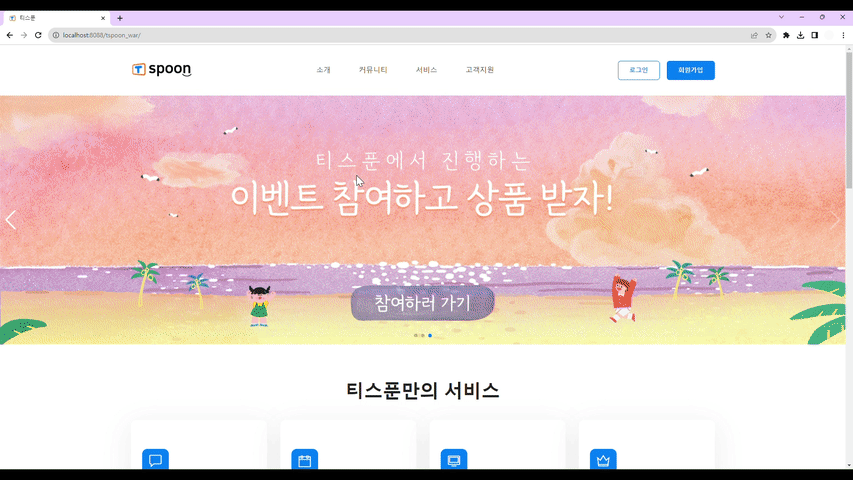 티스푼
localhost:8088/tspoon_war/
T spoon
소개 커뮤니티 서비스 고객지원 로그인 회원가입
티스푼에서 진행하는
이벤트 참여하고 상품 받자!
참여하러 가기
티스푼만의 서비스